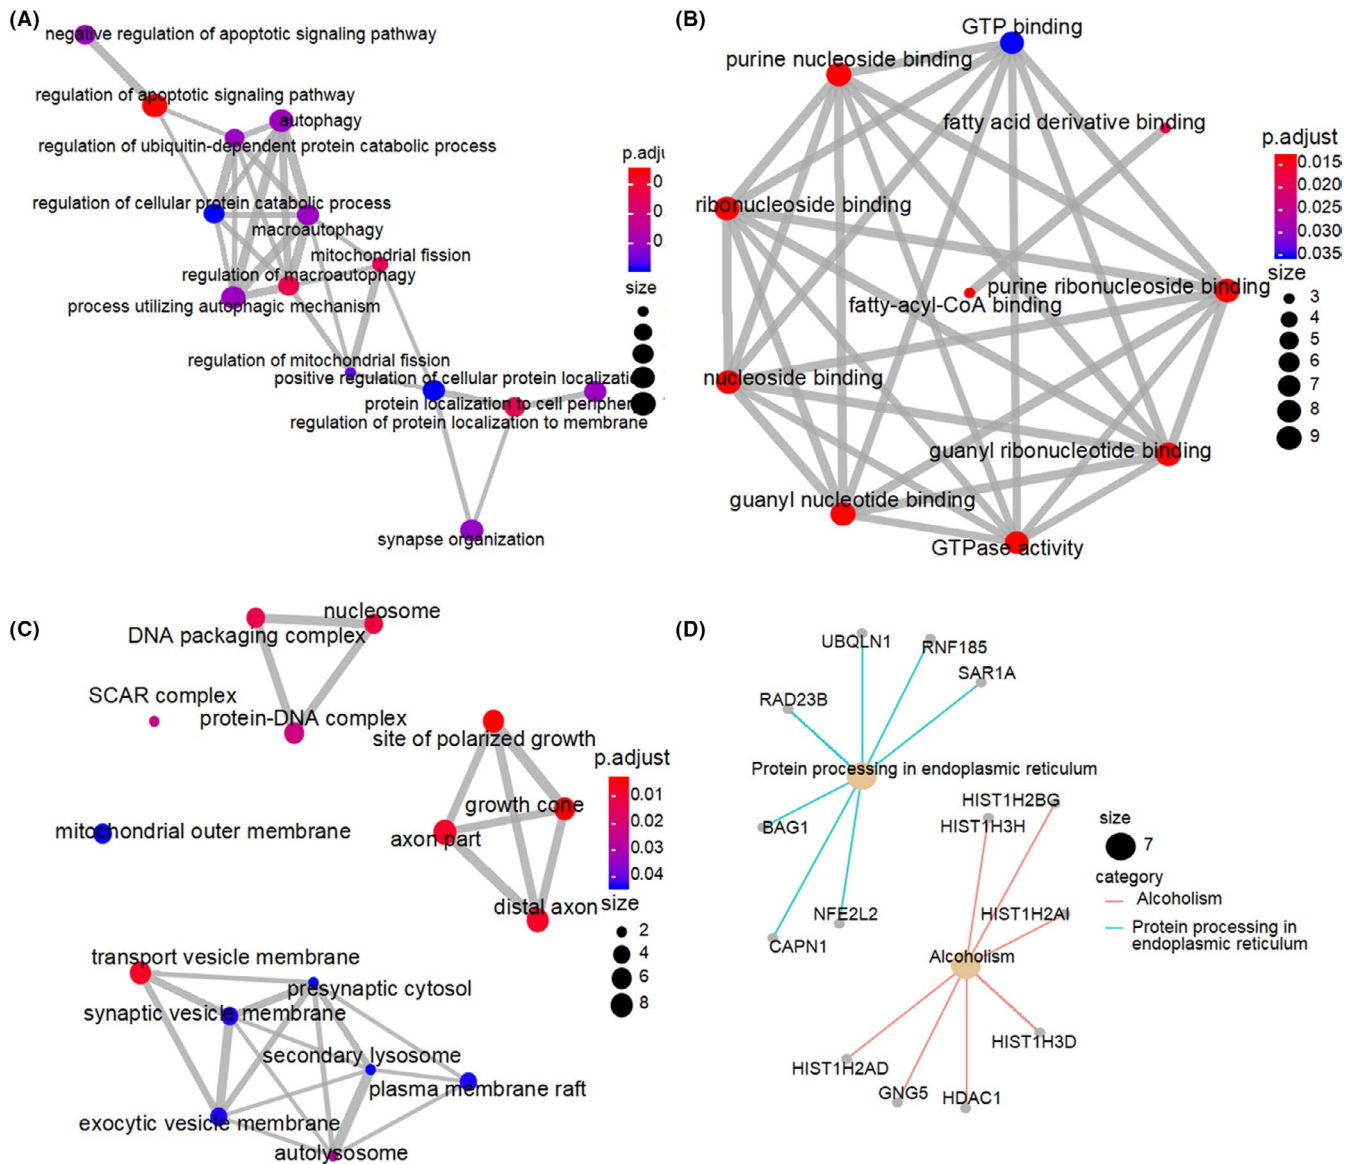 (A)
negative regulation of apoptotic signaling pathway
regulation of apoptotic signaling pathway
autophagy
regulation of ubiquitin-dependent protein catabolic process
regulation of cellular protein catabolic process
macroautophagy
mitochondrial fission
regulation of macroautophagy
process utilizing autophagic mechanism
regulation of mitochondrial fission
positive regulation of cellular protein localizatio
protein localization to cell peripher
regulation of protein localization to membrane
synapse organization
p.adju
0
0
0
size
(B)
GTP binding
purine nucleoside binding
fatty acid derivative binding
ribonucleoside binding
purine ribonucleoside binding
fatty-acyl-CoA binding
nucleoside binding
guanyl ribonucleotide binding
guanyl nucleotide binding
GTPase activity
p.adjust
0.015
0.020
0.025
0.030
0.035
size
3
4
5
6
7
8
9
(C)
nucleosome
DNA packaging complex
SCAR complex
protein-DNA complex
site of polarized growth
growth cone
axon part
mitochondrial outer membrane
distal axon
transport vesicle membrane
presynaptic cytosol
synaptic vesicle membrane
secondary lysosome
plasma membrane raft
exocytic vesicle membrane
autolysosome
p.adjust
0.01
0.02
0.03
0.04
size
2
4
6
8
(D)
UBQLN1
RNF185
SAR1A
RAD23B
Protein processing in endoplasmic reticulum
HIST1H2BG
HIST1H3H
BAG1
NFE2L2
HIST1H2AI
CAPN1
Alcoholism
HIST1H3D
HIST1H2AD
GNG5
HDAC1
size
7
category
Alcoholism
Protein processing in
endoplasmic reticulum